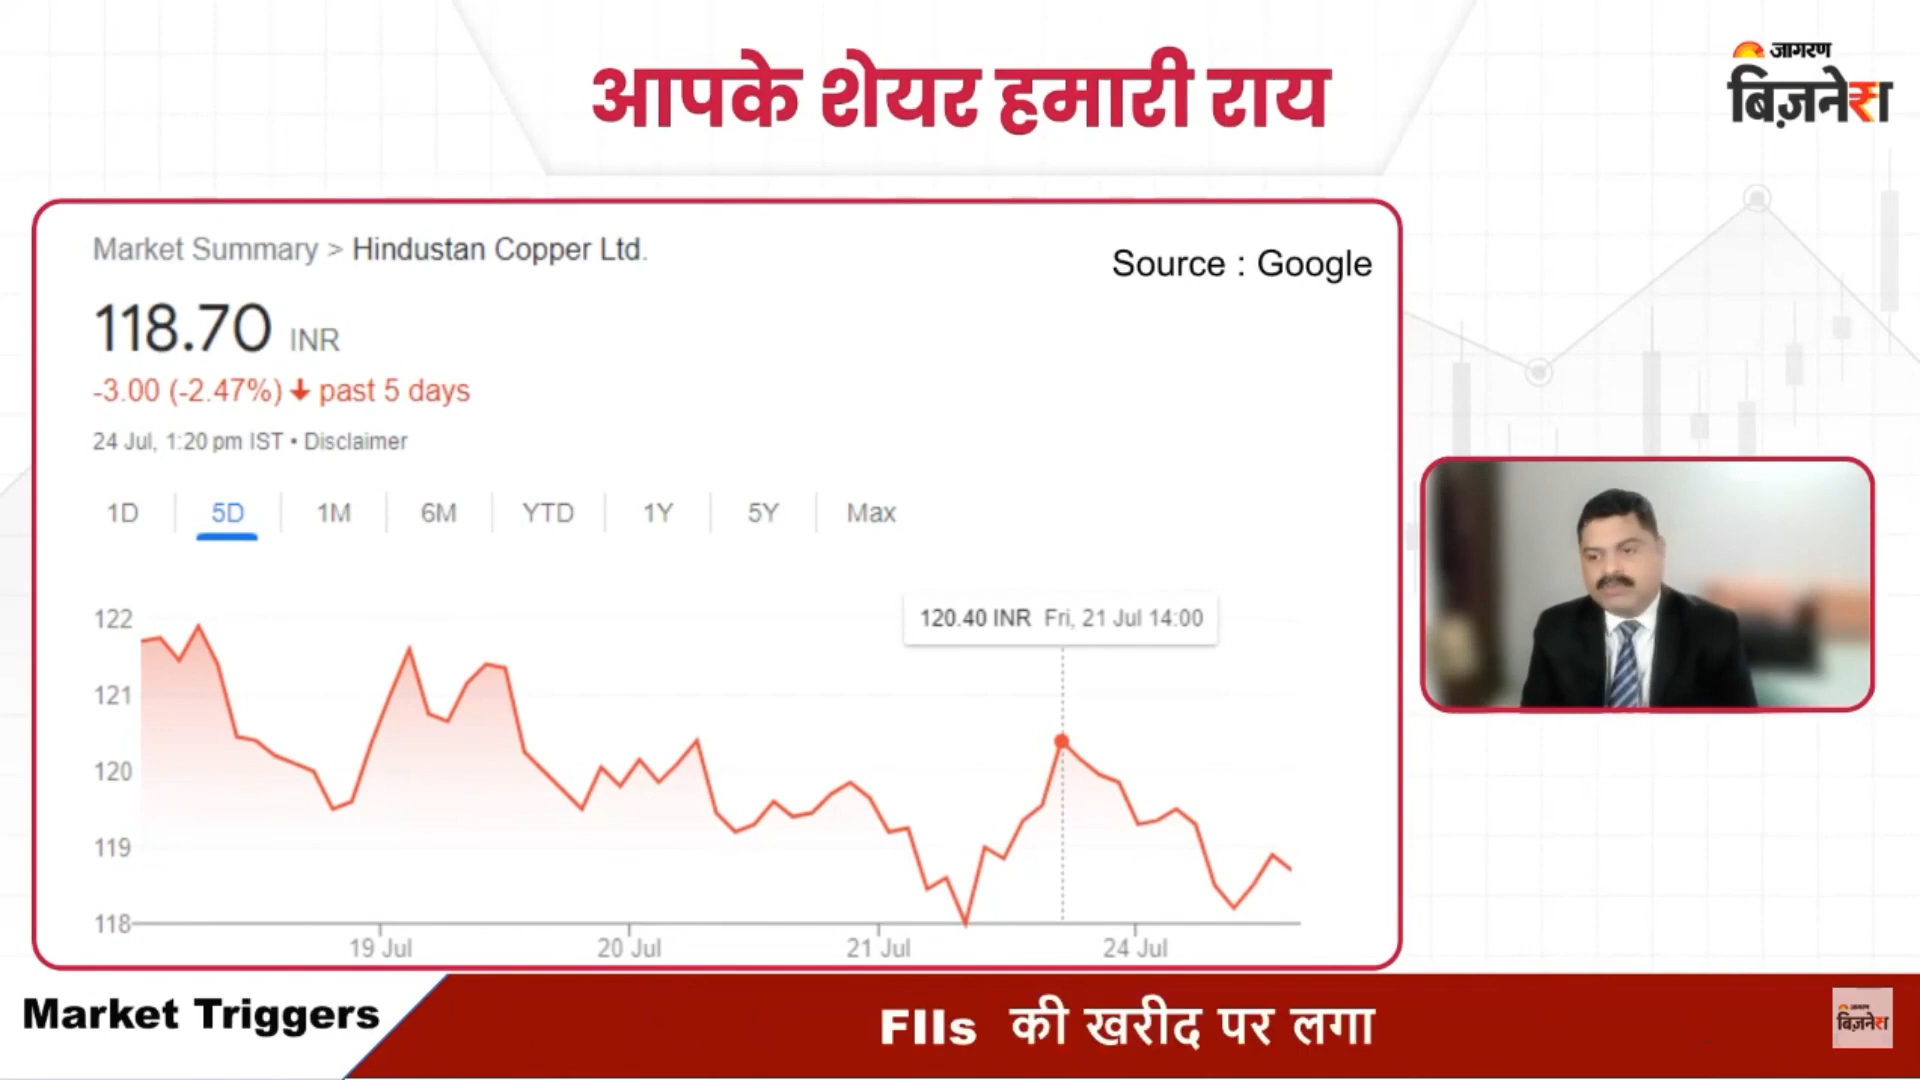 आपके शेयर हमारी राय
जागरण
बिज़नेस
Market Summary > Hindustan Copper Ltd.
Source : Google
118.70 INR
-3.00 (-2.47%) ↓ past 5 days
24 Jul, 1:20 pm IST • Disclaimer
1D 5D 1M 6M YTD 1Y 5Y Max
120.40 INR Fri, 21 Jul 14:00
122
121
120
119
118
19 Jul 20 Jul 21 Jul 24 Jul
Market Triggers
FIIs की खरीद पर लगा
जागरण
बिज़नेस